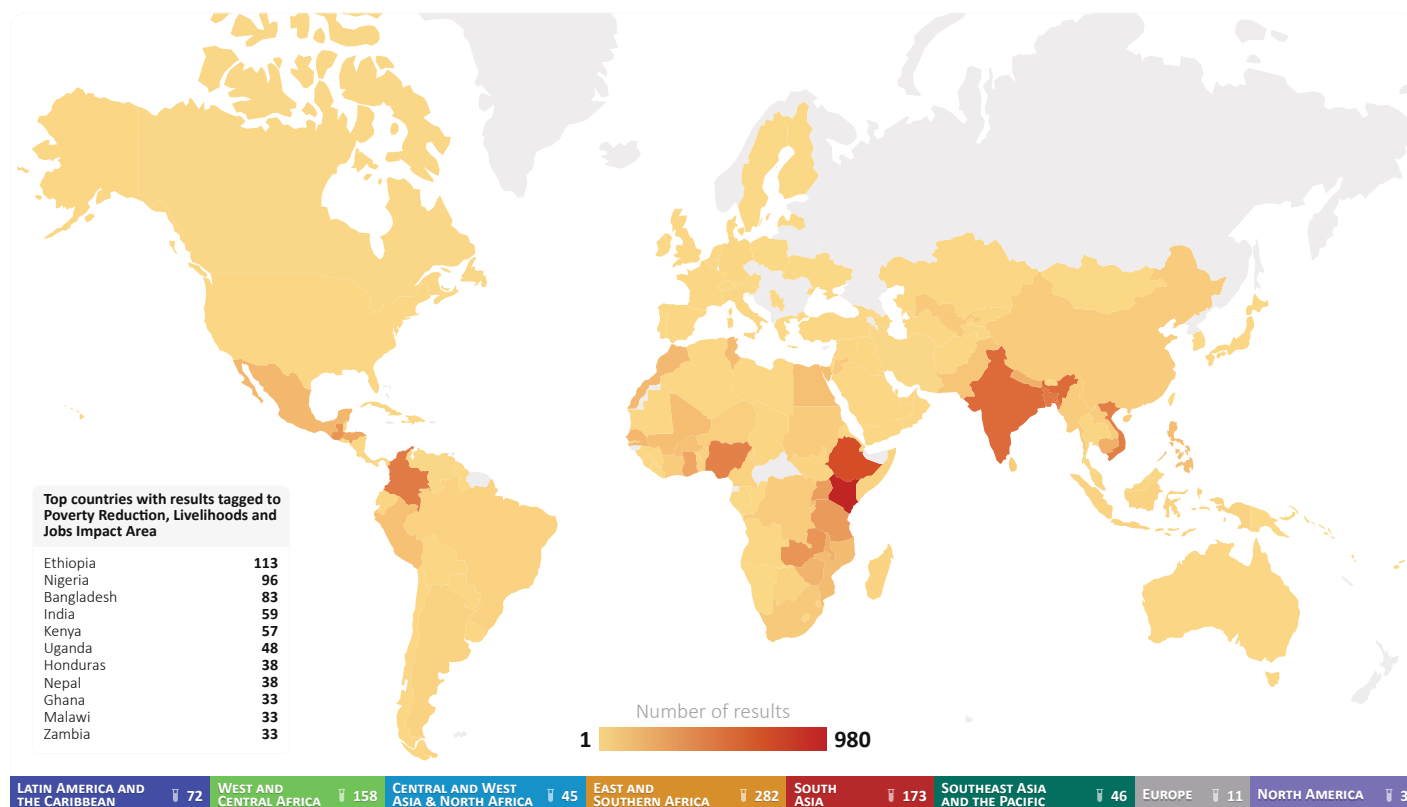 Top countries with results tagged to
Poverty Reduction, Livelihoods and
Jobs Impact Area
Ethiopia 113
Nigeria 96
Bangladesh 83
India 59
Kenya 57
Uganda 48
Honduras 38
Nepal 38
Ghana 33
Malawi 33
Zambia 33
Number of results
1 980
LATIN AMERICA AND
THE CARIBBEAN 72
WEST AND
CENTRAL AFRICA 158
CENTRAL AND WEST
ASIA & NORTH AFRICA 45
EAST AND
SOUTHERN AFRICA 282
SOUTH
ASIA 173
SOUTHEAST ASIA
AND THE PACIFIC 46
EUROPE 11
NORTH AMERICA